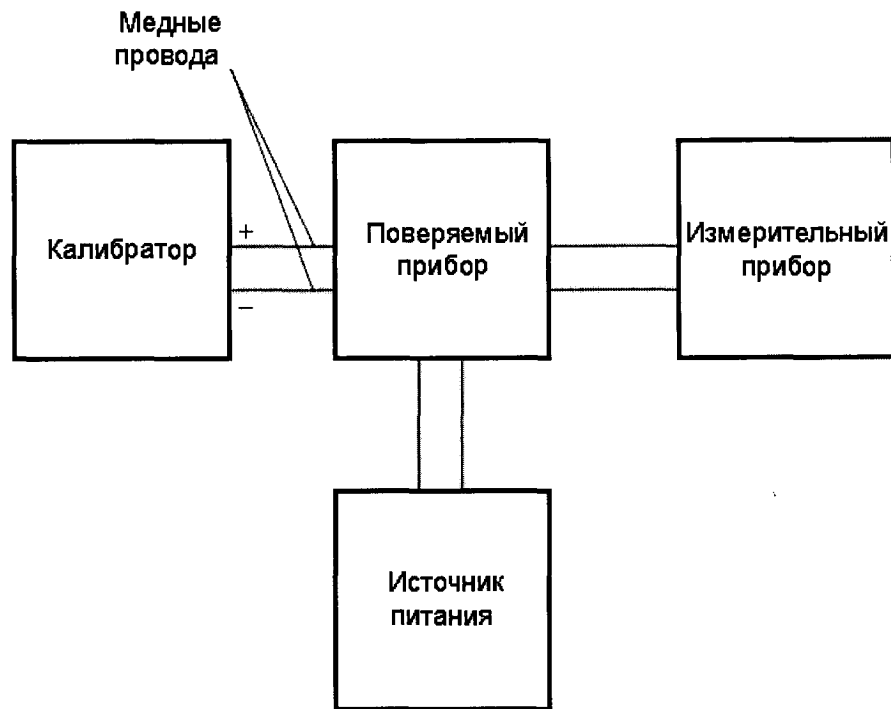 Медные
провода
Калибратор
+
–
Поверяемый
прибор
Измерительный
прибор
Источник
питания